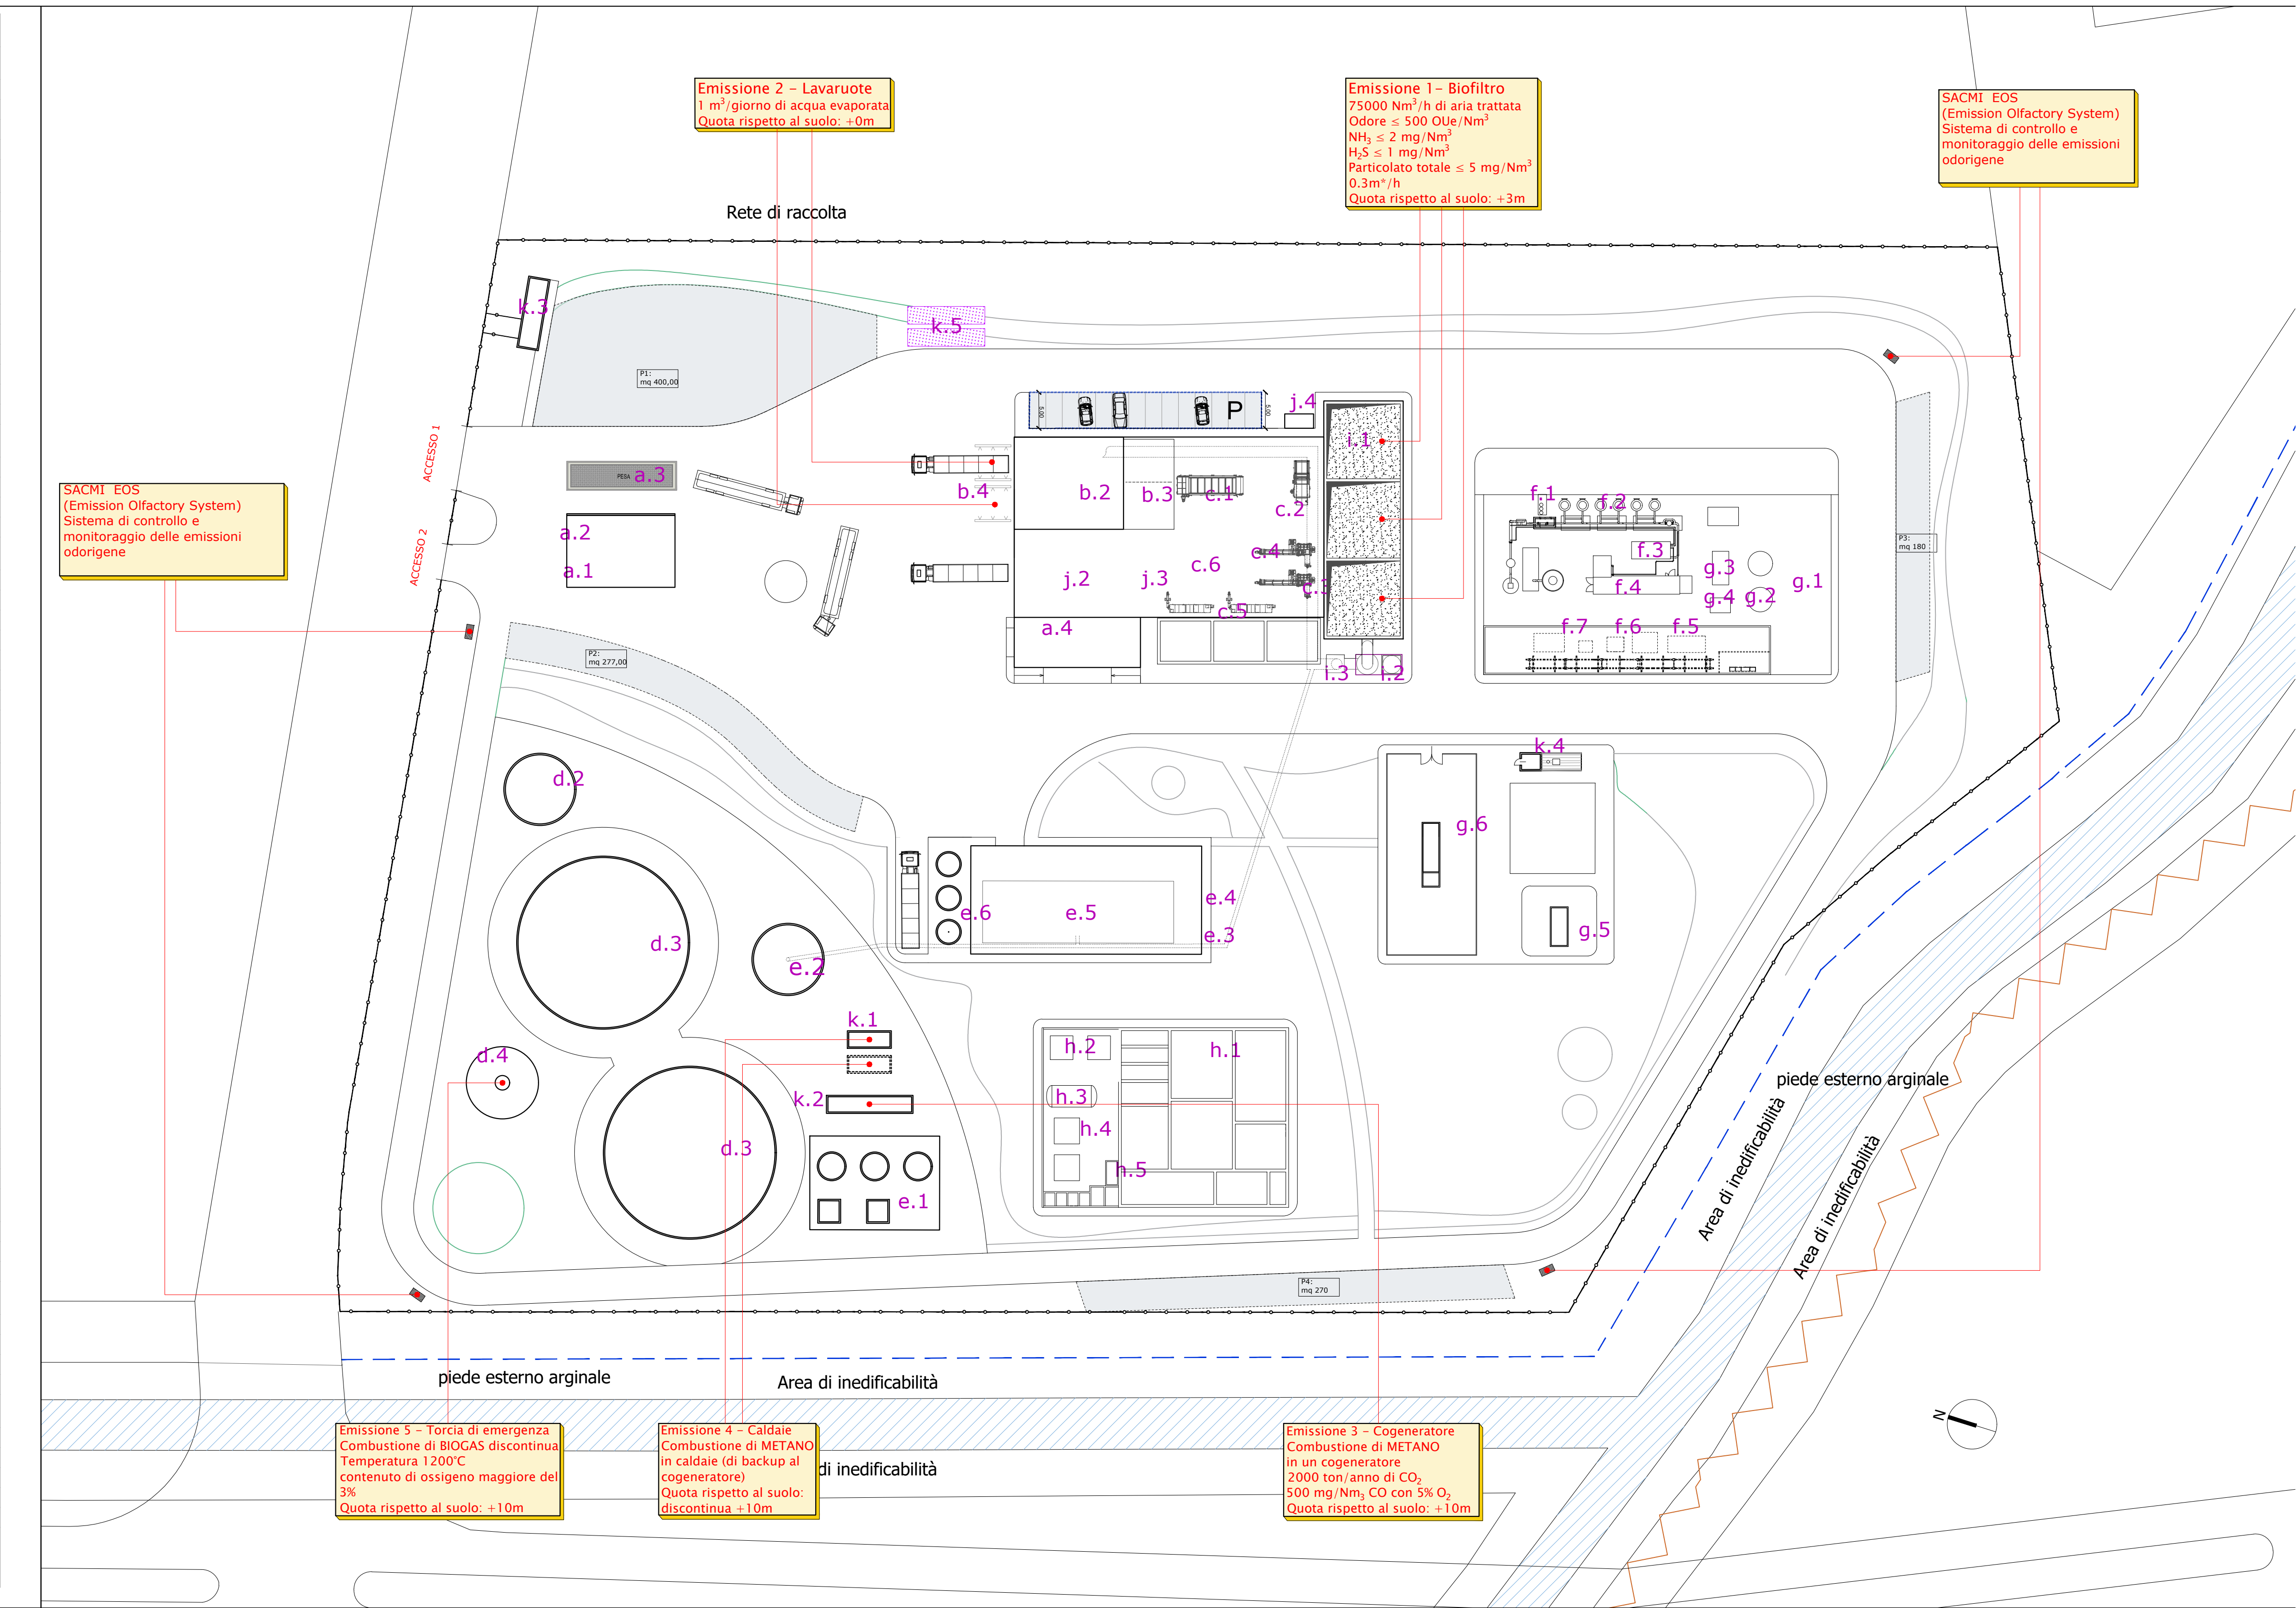 Emissione 2 – Lavaruote
1 m³/giorno di acqua evaporata
Quota rispetto al suolo: +0m
Emissione 1– Biofiltro
75000 Nm³/h di aria trattata
Odore ≤ 500 OUe/Nm³
NH₃ ≤ 2 mg/Nm³
H₂S ≤ 1 mg/Nm³
Particolato totale ≤ 5 mg/Nm³
0.3m*/h
Quota rispetto al suolo: +3m
SACMI EOS
(Emission Olfactory System)
Sistema di controllo e
monitoraggio delle emissioni
odorigene
Rete di raccolta
k.3
k.5
P1:
mq 400,00
5.00
P
5.00
j.4
i.1
ACCESSO 1
PESA
a.3
b.4
b.2
b.3
c.1
c.2
f.1
f.2
SACMI EOS
(Emission Olfactory System)
Sistema di controllo e
monitoraggio delle emissioni
odorigene
ACCESSO 2
a.2
a.1
c.4
c.6
j.2
j.3
c.3
c.5
f.3
f.4
g.3
g.4
g.2
g.1
P3:
mq 180
a.4
f.7
f.6
f.5
P2:
mq 277,00
i.3
i.2
d.2
k.4
g.6
e.6
e.5
e.4
e.3
g.5
d.3
e.2
k.1
d.4
h.2
h.1
k.2
h.3
h.4
d.3
h.5
e.1
piede esterno arginale
Area di inedificabilità
Area di inedificabilità
P4:
mq 270
piede esterno arginale
Area di inedificabilità
N
Emissione 5 – Torcia di emergenza
Combustione di BIOGAS discontinua
Temperatura 1200°C
contenuto di ossigeno maggiore del
3%
Quota rispetto al suolo: +10m
Emissione 4 – Caldaie
Combustione di METANO
in caldaie (di backup al
cogeneratore)
Quota rispetto al suolo:
discontinua +10m
di inedificabilità
Emissione 3 – Cogeneratore
Combustione di METANO
in un cogeneratore
2000 ton/anno di CO₂
500 mg/Nm₃ CO con 5% O₂
Quota rispetto al suolo: +10m